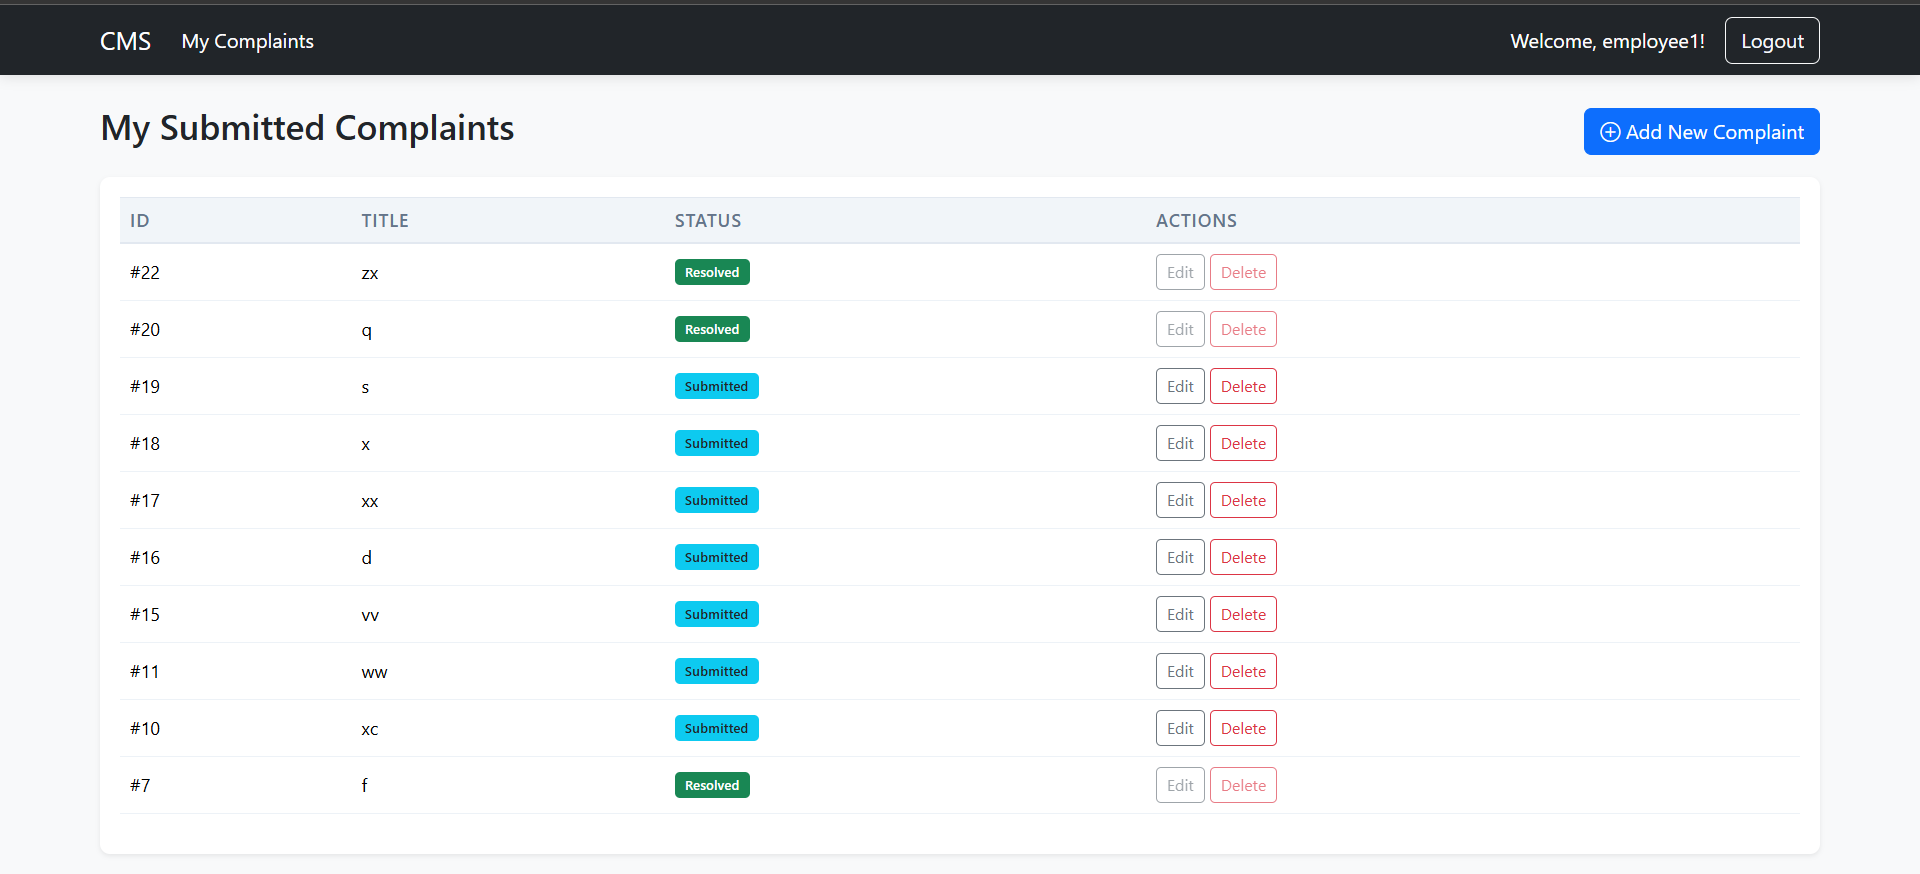 CMS My Complaints Welcome, employee1! Logout
My Submitted Complaints Add New Complaint
ID TITLE STATUS ACTIONS
#22 zx Resolved Edit Delete
#20 q Resolved Edit Delete
#19 s Submitted Edit Delete
#18 x Submitted Edit Delete
#17 xx Submitted Edit Delete
#16 d Submitted Edit Delete
#15 vv Submitted Edit Delete
#11 ww Submitted Edit Delete
#10 xc Submitted Edit Delete
#7 f Resolved Edit Delete